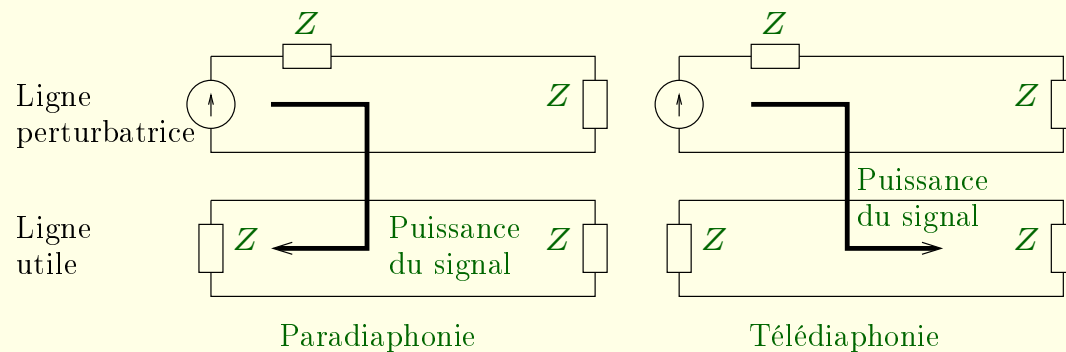 Z
Z
Ligne
perturbatrice
Z
Z
Puissance
du signal
Ligne
utile
Z
Puissance
du signal
Z
Z
Z
Paradiaphonie
Télédiaphonie